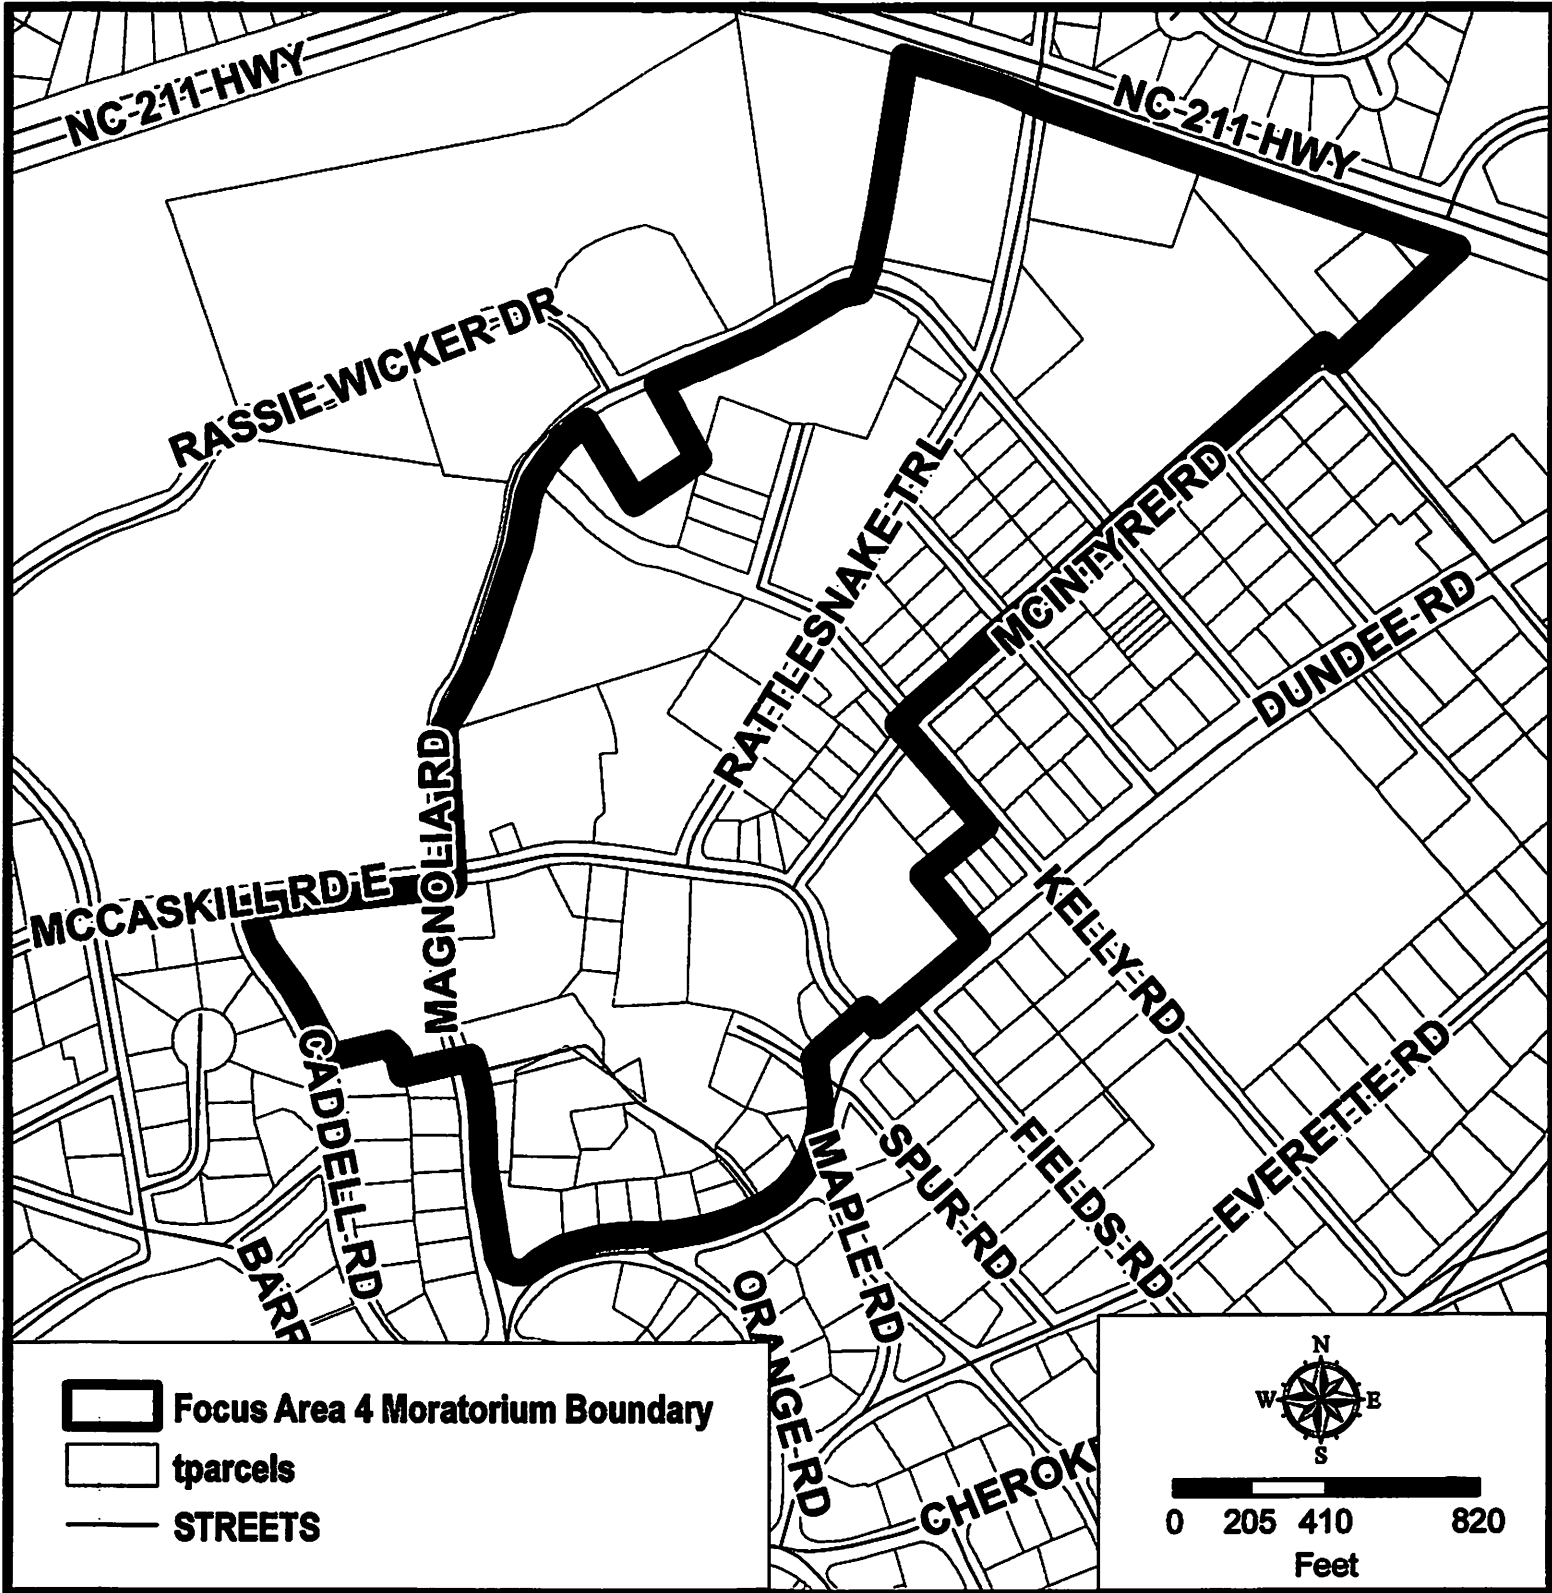 NC-211-HWY
NC-211-HWY
RASSIE-WICKER-DR
RATTLESNAKE-TRL
MCINTYRE-RD
DUNDEE-RD
MAGNOLIA-RD
MCCASKILL-RD-E
KELLY-RD
CADDELL-RD
MAPLE-RD
SPUR-RD
FIELDS-RD
EVERETTE-RD
BARR
ORANGE-RD
CHEROK
Focus Area 4 Moratorium Boundary
tparcels
STREETS
N
W E
S
0 205 410 820
Feet